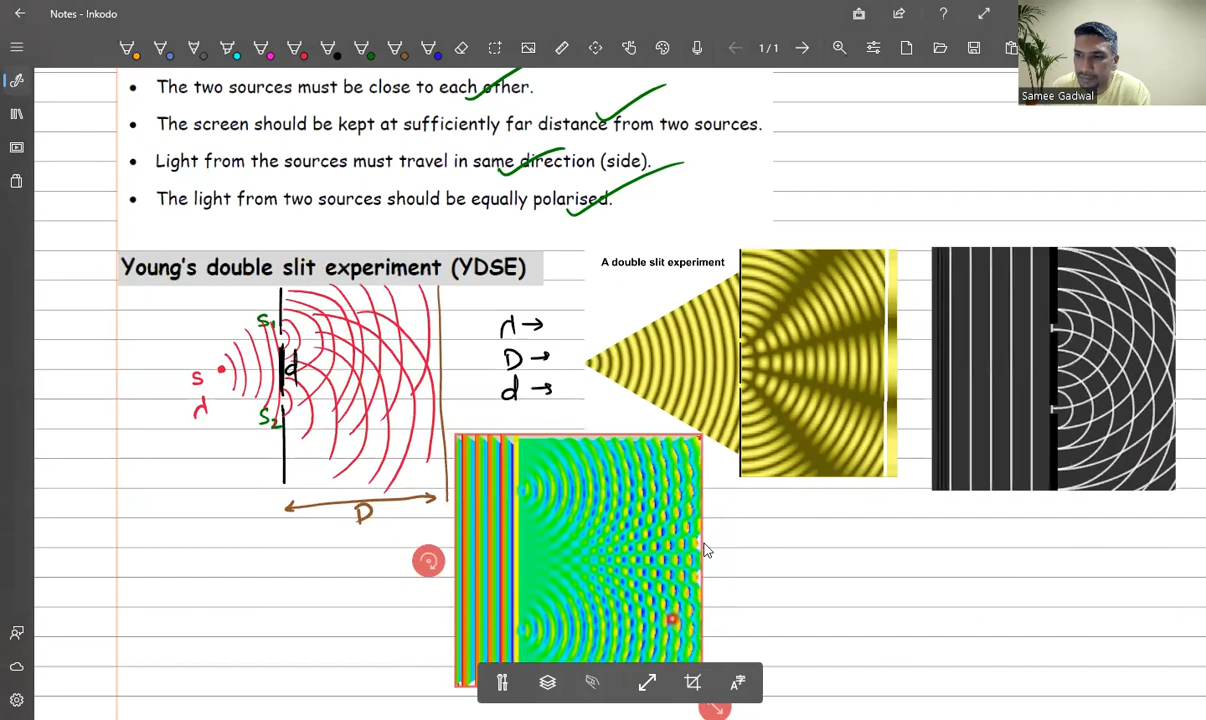 Notes - Inkodo
1 / 1
Samee Gadwal
• The two sources must be close to each other.
• The screen should be kept at sufficiently far distance from two sources.
• Light from the sources must travel in same direction (side).
• The light from two sources should be equally polarised.
Young's double slit experiment (YDSE)
A double slit experiment
S₁
S
λ
d
S₂
D
λ →
D →
d →